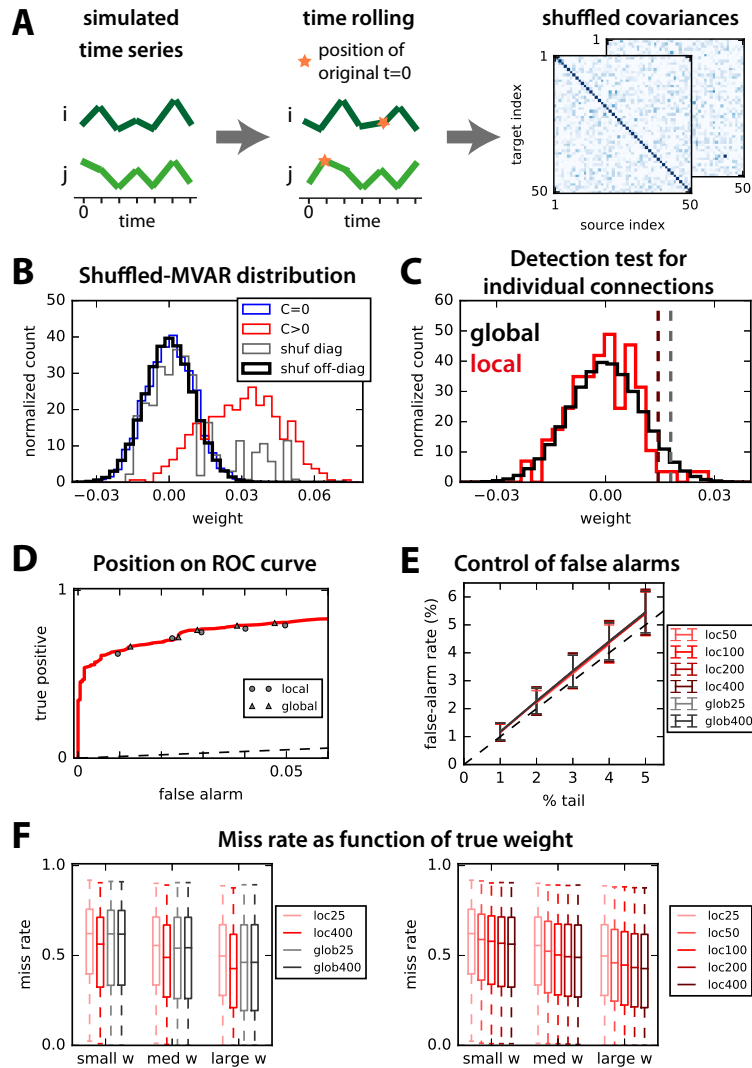 A
simulated
time series
time rolling
position of
original t=0
shuffled covariances
i
j
0
time
i
j
0
time
1
50
1
50
1
50
target index
source index
B
Shuffled-MVAR distribution
60
50
40
30
20
10
0
normalized count
−0.03
0.00
0.03
0.06
weight
C=0
C>0
shuf diag
shuf off-diag
C
Detection test for
individual connections
global
local
60
50
40
30
20
10
0
normalized count
−0.03
0.00
0.03
weight
D
Position on ROC curve
1
0
true positive
0
0.05
false alarm
local
global
E
Control of false alarms
6
5
4
3
2
1
0
false-alarm rate (%)
0
1
2
3
4
5
% tail
loc50
loc100
loc200
loc400
glob25
glob400
F
Miss rate as function of true weight
1.0
0.5
0.0
miss rate
small w
med w
large w
loc25
loc400
glob25
glob400
1.0
0.5
0.0
miss rate
small w
med w
large w
loc25
loc50
loc100
loc200
loc400